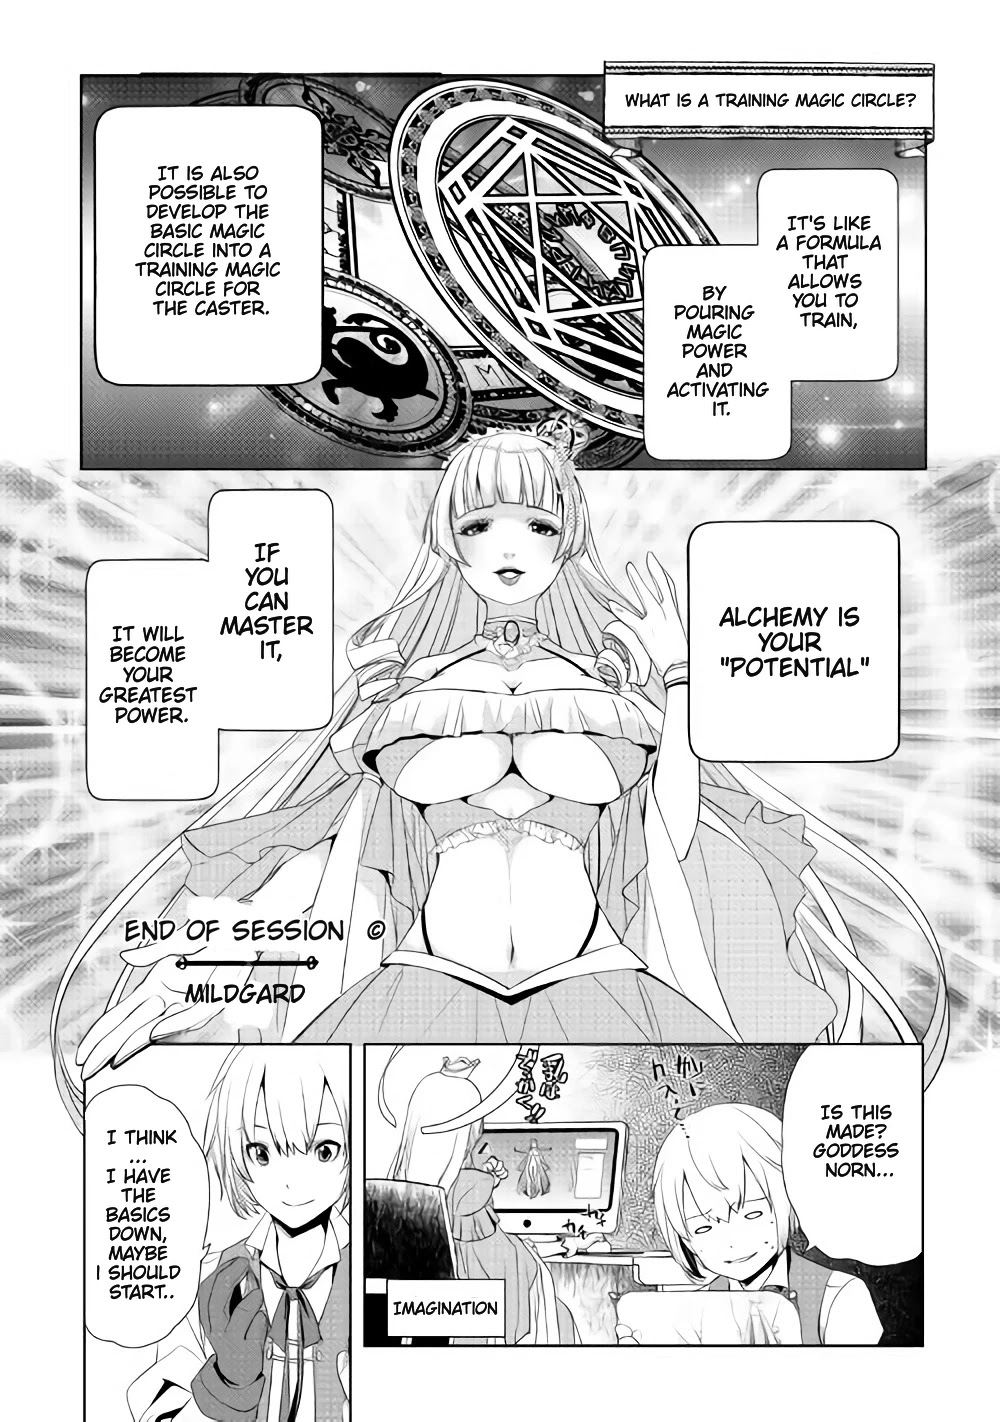 WHAT IS A TRAINING MAGIC CIRCLE?
IT'S LIKE
A FORMULA
THAT
ALLOWS
YOU TO
TRAIN,
BY
POURING
MAGIC
POWER
AND
ACTIVATING
IT.
IT IS ALSO
POSSIBLE TO
DEVELOP THE
BASIC MAGIC
CIRCLE INTO A
TRAINING MAGIC
CIRCLE FOR
THE CASTER.
ALCHEMY IS
YOUR
"POTENTIAL"
IF
YOU
CAN
MASTER
IT,
IT WILL
BECOME
YOUR
GREATEST
POWER.
END OF SESSION ©
MILDGARD
IS THIS
MADE?
GODDESS
NORN...
IMAGINATION
I THINK
...
I HAVE
THE
BASICS
DOWN,
MAYBE
I SHOULD
START..